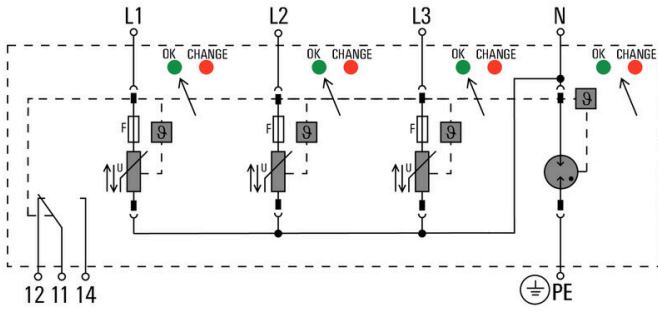 L1 L2 L3 N
OK CHANGE OK CHANGE OK CHANGE OK CHANGE
ϑ
F ϑ F ϑ F ϑ
U U U
12 11 14 PE